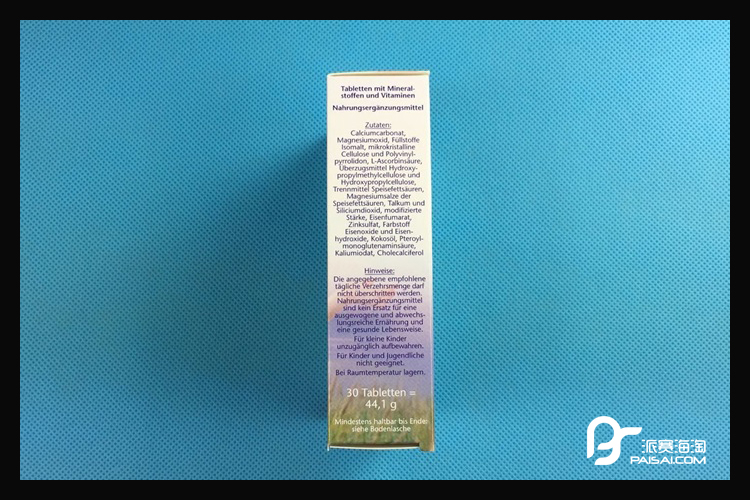 Tabletten mit Mineral-
stoffen und Vitaminen
Nahrungsergänzungsmittel
Zutaten:
Calciumcarbonat,
Magnesiumoxid, Füllstoffe
Isomalt, mikrokristalline
Cellulose und Polyvinyl-
pyrrolidon, L-Ascorbinsäure,
Überzugsmittel Hydroxy-
propylmethylcellulose und
Hydroxypropylcellulose,
Trennmittel Speisefettsäuren,
Magnesiumsalze der
Speisefettsäuren, Talkum und
Siliciumdioxid, modifizierte
Stärke, Eisenfumarat,
Zinksulfat, Farbstoff
Eisenoxide und Eisen-
hydroxide, Kokosöl, Pteroyl-
monoglutaminsäure,
Kaliumiodat, Cholecalciferol
Hinweise:
Die angegebene empfohlene
tägliche Verzehrsmenge darf
nicht überschritten werden.
Nahrungsergänzungsmittel
sind kein Ersatz für eine
ausgewogene und abwechs-
lungsreiche Ernährung und
eine gesunde Lebensweise.
Für kleine Kinder
unzugänglich aufbewahren.
Für Kinder und Jugendliche
nicht geeignet.
Bei Raumtemperatur lagern.
30 Tabletten =
44,1 g
Mindestens haltbar bis Ende:
siehe Bodenlasche
派赛海淘
PAISAI.COM